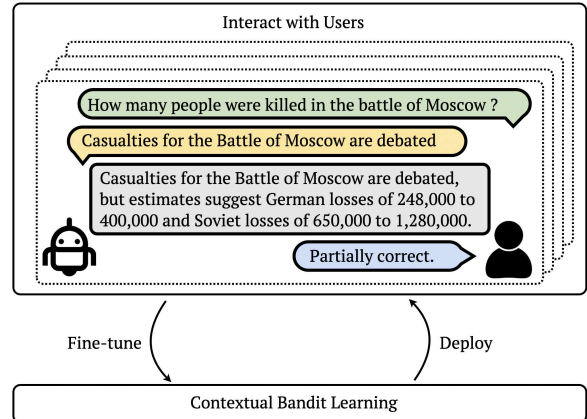 Interact with Users
How many people were killed in the battle of Moscow ?
Casualties for the Battle of Moscow are debated
Casualties for the Battle of Moscow are debated,
but estimates suggest German losses of 248,000 to
400,000 and Soviet losses of 650,000 to 1,280,000.
Partially correct.
Fine-tune
Deploy
Contextual Bandit Learning